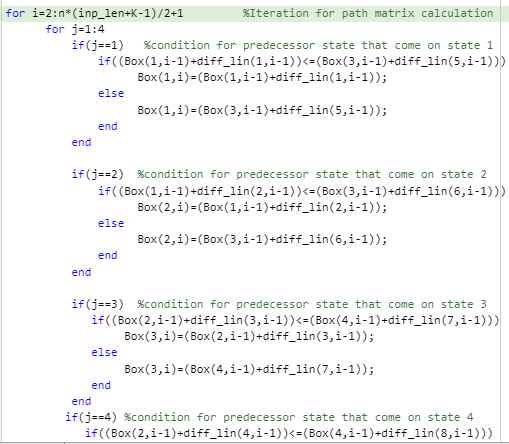 for i=2:n*(inp_len+K-1)/2+1 %Iteration for path matrix calculation
for j=1:4
if(j==1) %condition for predecessor state that come on state 1
if((Box(1,i-1)+diff_lin(1,i-1))<=(Box(3,i-1)+diff_lin(5,i-1)))
Box(1,i)=(Box(1,i-1)+diff_lin(1,i-1));
else
Box(1,i)=(Box(3,i-1)+diff_lin(5,i-1));
end
end
if(j==2) %condition for predecessor state that come on state 2
if((Box(1,i-1)+diff_lin(2,i-1))<=(Box(3,i-1)+diff_lin(6,i-1)))
Box(2,i)=(Box(1,i-1)+diff_lin(2,i-1));
else
Box(2,i)=(Box(3,i-1)+diff_lin(6,i-1));
end
end
if(j==3) %condition for predecessor state that come on state 3
if((Box(2,i-1)+diff_lin(3,i-1))<=(Box(4,i-1)+diff_lin(7,i-1)))
Box(3,i)=(Box(2,i-1)+diff_lin(3,i-1));
else
Box(3,i)=(Box(4,i-1)+diff_lin(7,i-1));
end
end
if(j==4) %condition for predecessor state that come on state 4
if((Box(2,i-1)+diff_lin(4,i-1))<=(Box(4,i-1)+diff_lin(8,i-1)))